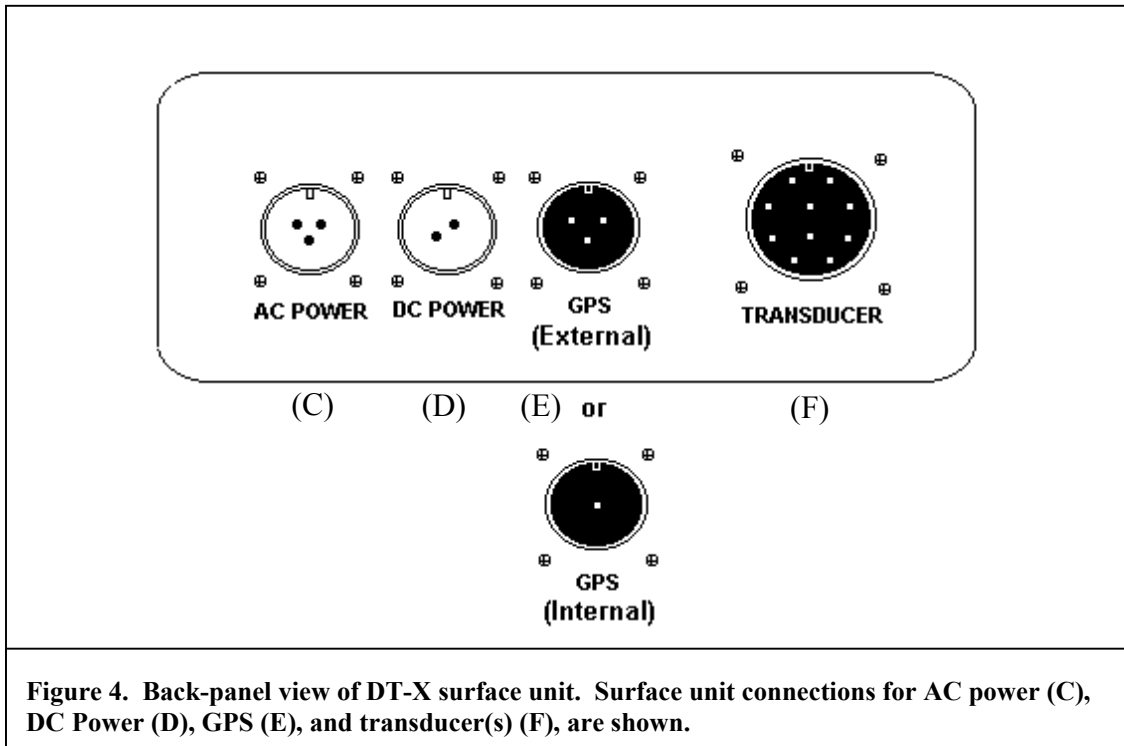 AC POWER DC POWER GPS (External) TRANSDUCER
(C) (D) (E) or (F)
GPS
(Internal)
Figure 4. Back-panel view of DT-X surface unit. Surface unit connections for AC power (C),
DC Power (D), GPS (E), and transducer(s) (F), are shown.